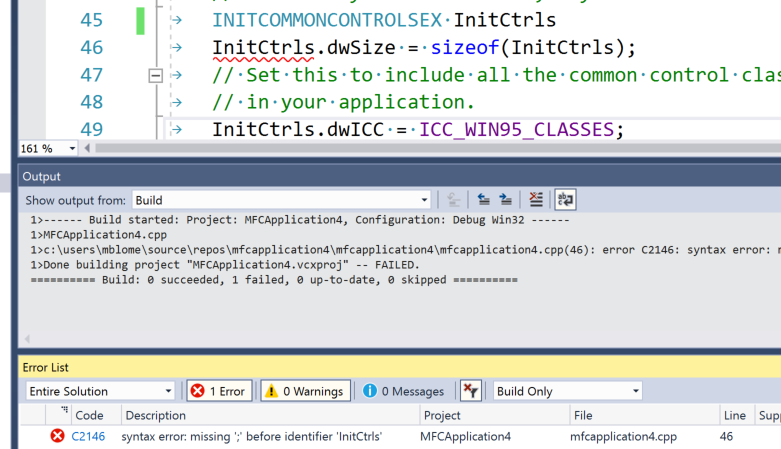 45 INITCOMMONCONTROLSEX InitCtrls
46 InitCtrls.dwSize = sizeof(InitCtrls);
47 // Set this to include all the common control
48 // in your application.
49 InitCtrls.dwICC = ICC_WIN95_CLASSES;
161 %
Output
Show output from: Build
1>------ Build started: Project: MFCApplication4, Configuration: Debug Win32 ------
1>MFCApplication4.cpp
1>c:\users\mblome\source\repos\mfcapplication4\mfcapplication4\mfcapplication4.cpp(46): error C2146: syntax error:
1>Done building project "MFCApplication4.vcxproj" -- FAILED.
========== Build: 0 succeeded, 1 failed, 0 up-to-date, 0 skipped ==========
Error List
Entire Solution 1 Error 0 Warnings 0 Messages Build Only
Code Description Project File Line
C2146 syntax error: missing ';' before identifier 'InitCtrls' MFCApplication4 mfcapplication4.cpp 46